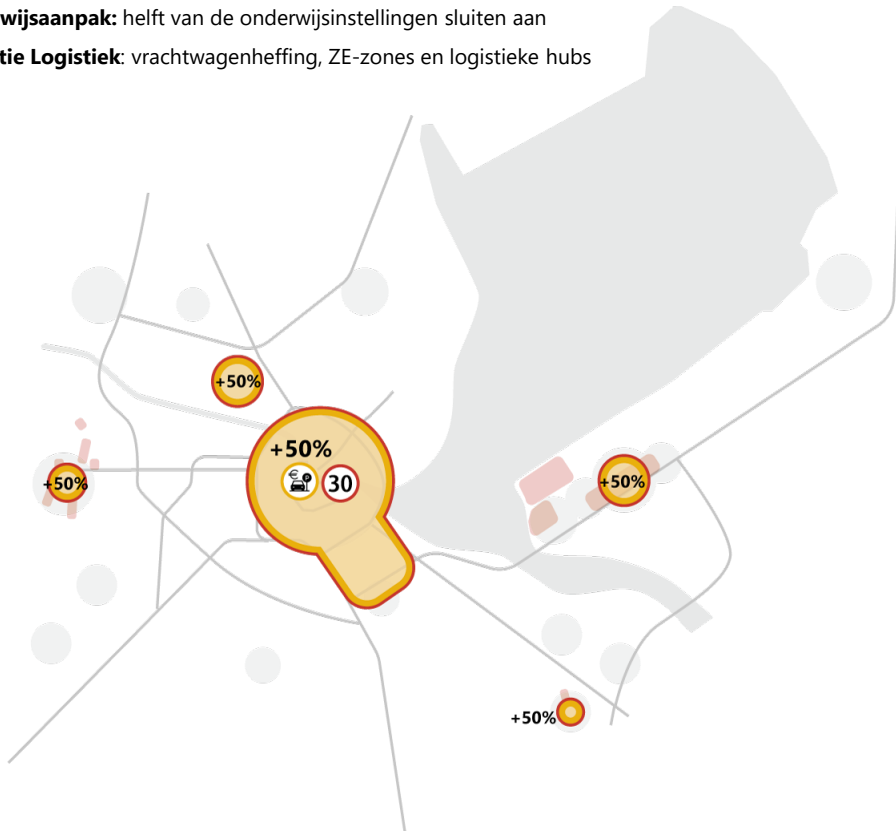 wijsaanpak: helft van de onderwijsinstellingen sluiten aan
tie Logistiek: vrachtwagenheffing, ZE-zones en logistieke hubs
+50%
+50%
€ P
30
+50%
+50%
+50%